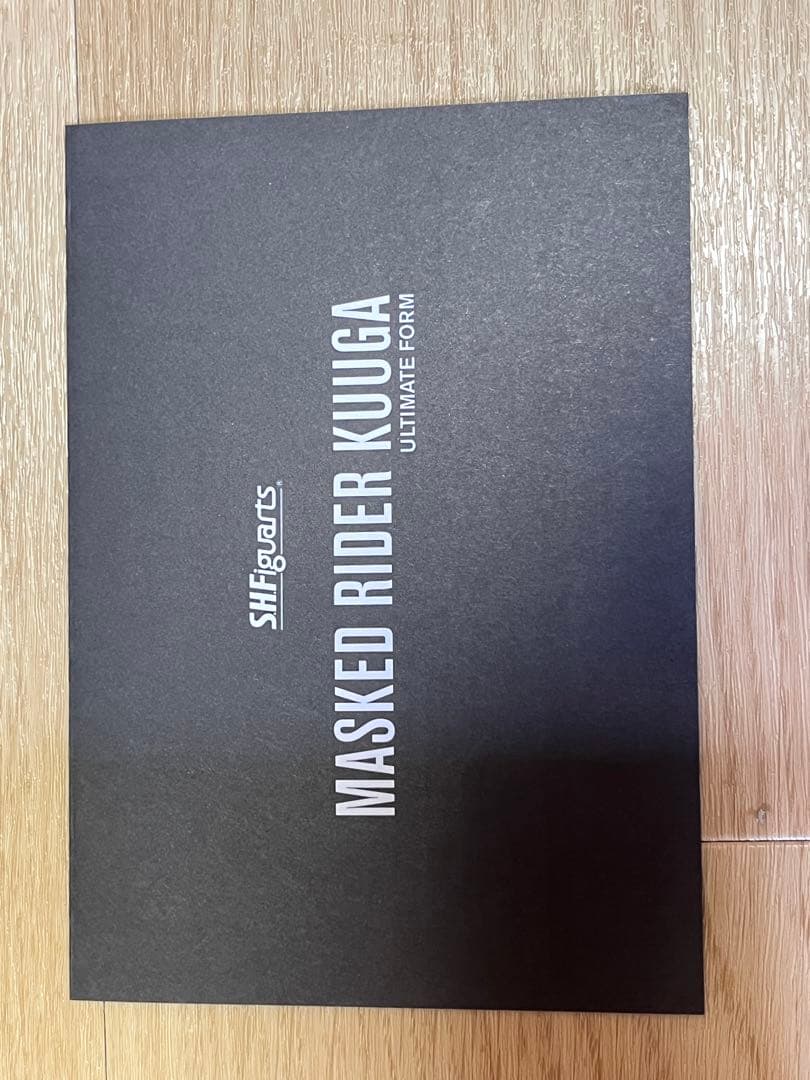 S.H.Figuarts®
MASKED RIDER KUUGA
ULTIMATE FORM